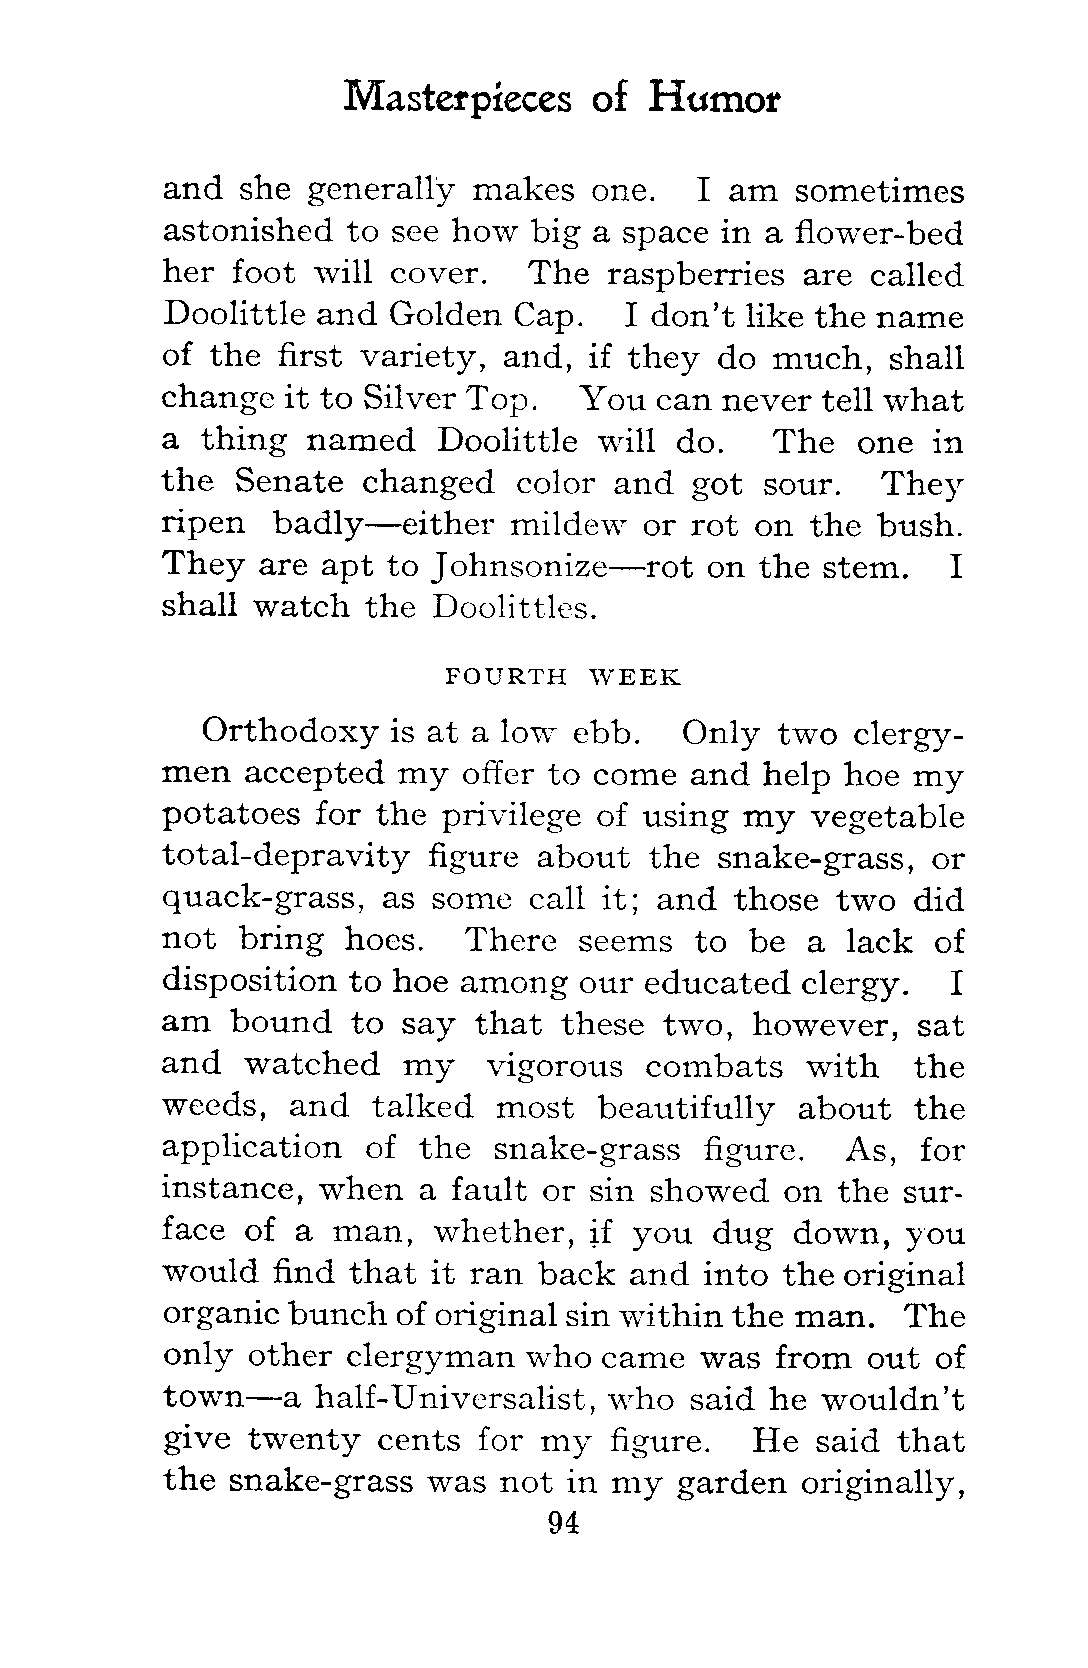 Masterpieces of Humor
and she generally makes one. I am sometimes
astonished to see how big a space in a flower-bed
her foot will cover. The raspberries are called
Doolittle and Golden Cap. I don't like the name
of the first variety, and, if they do much, shall
change it to Silver Top. You can never tell what
a thing named Doolittle will do. The one in
the Senate changed color and got sour. They
ripen badly—either mildew or rot on the bush.
They are apt to Johnsonize—rot on the stem. I
shall watch the Doolittles.
FOURTH WEEK
Orthodoxy is at a low ebb. Only two clergy-
men accepted my offer to come and help hoe my
potatoes for the privilege of using my vegetable
total-depravity figure about the snake-grass, or
quack-grass, as some call it; and those two did
not bring hoes. There seems to be a lack of
disposition to hoe among our educated clergy. I
am bound to say that these two, however, sat
and watched my vigorous combats with the
weeds, and talked most beautifully about the
application of the snake-grass figure. As, for
instance, when a fault or sin showed on the sur-
face of a man, whether, if you dug down, you
would find that it ran back and into the original
organic bunch of original sin within the man. The
only other clergyman who came was from out of
town—a half-Universalist, who said he wouldn't
give twenty cents for my figure. He said that
the snake-grass was not in my garden originally,
94